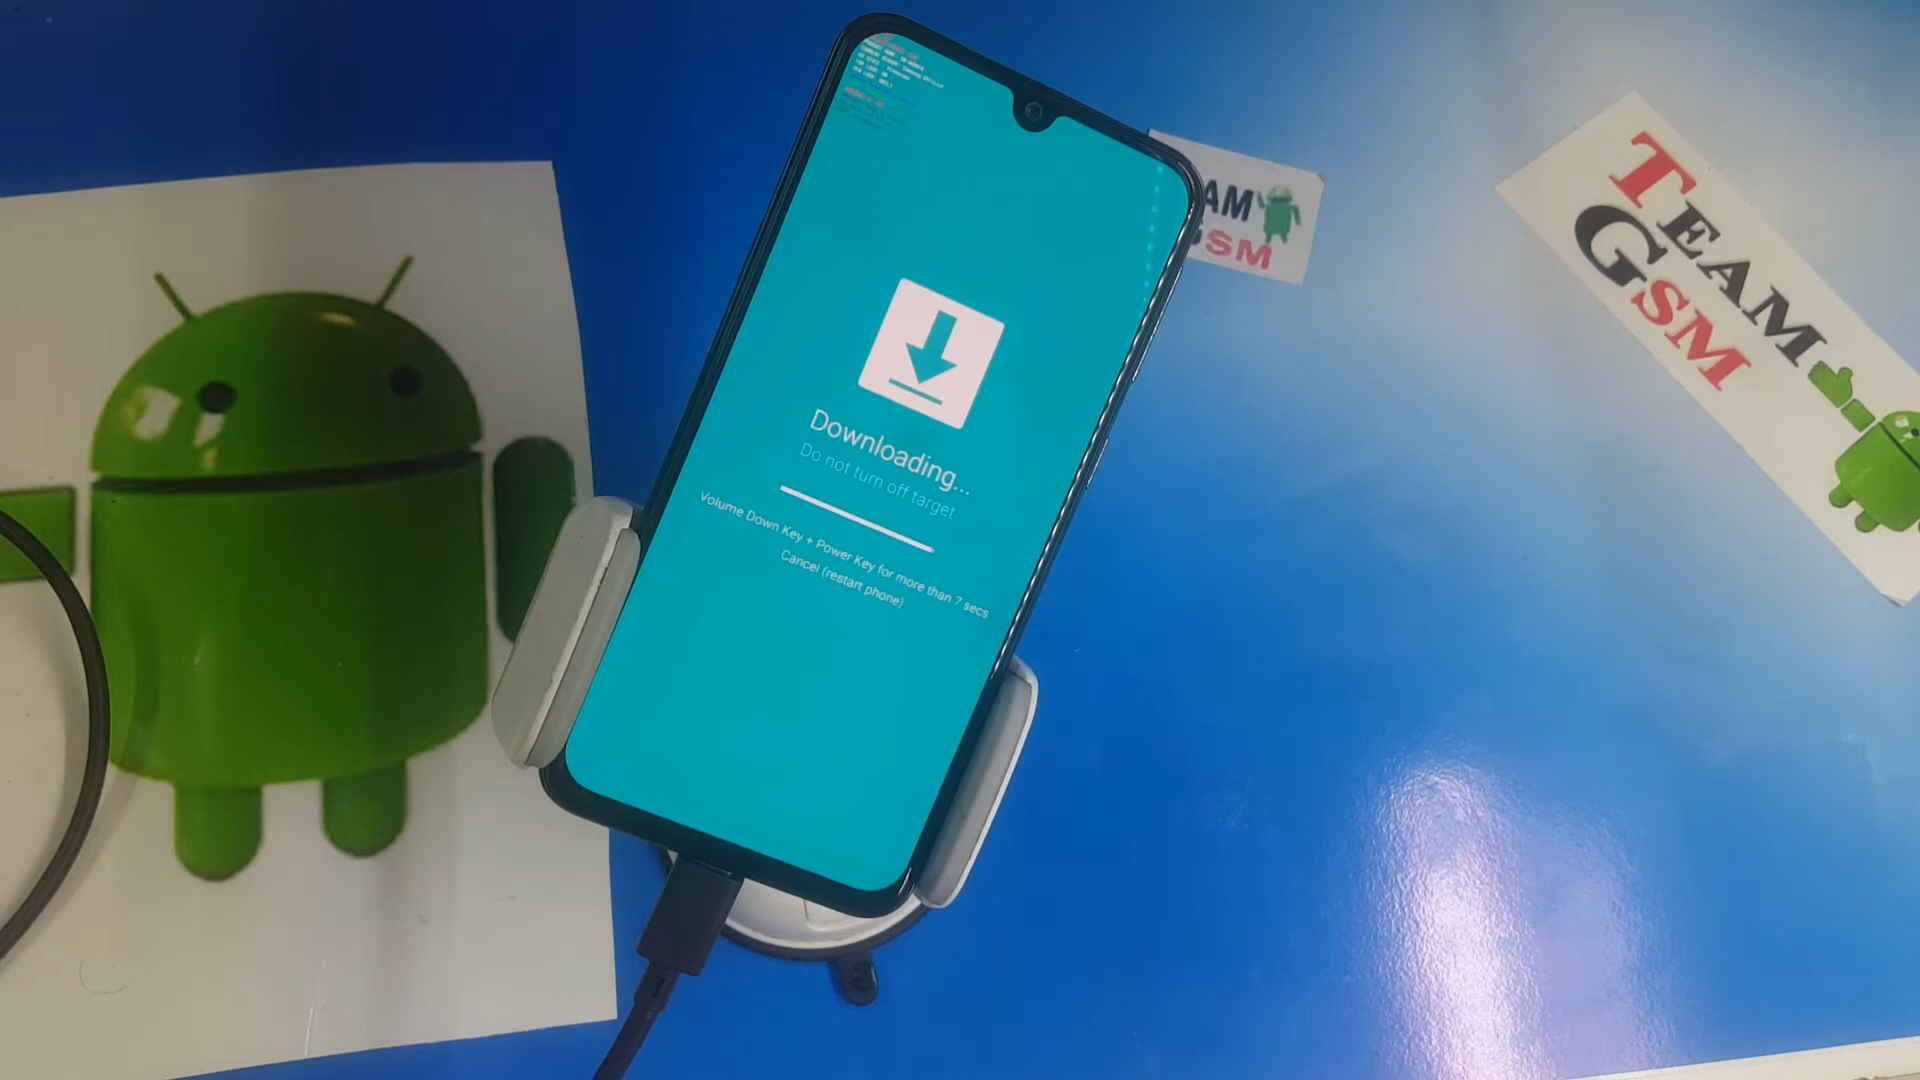 Downloading...
Do not turn off target
Volume Down Key + Power Key for more than 7 secs
Cancel (restart phone)
AM
GSM
TEAM
GSM